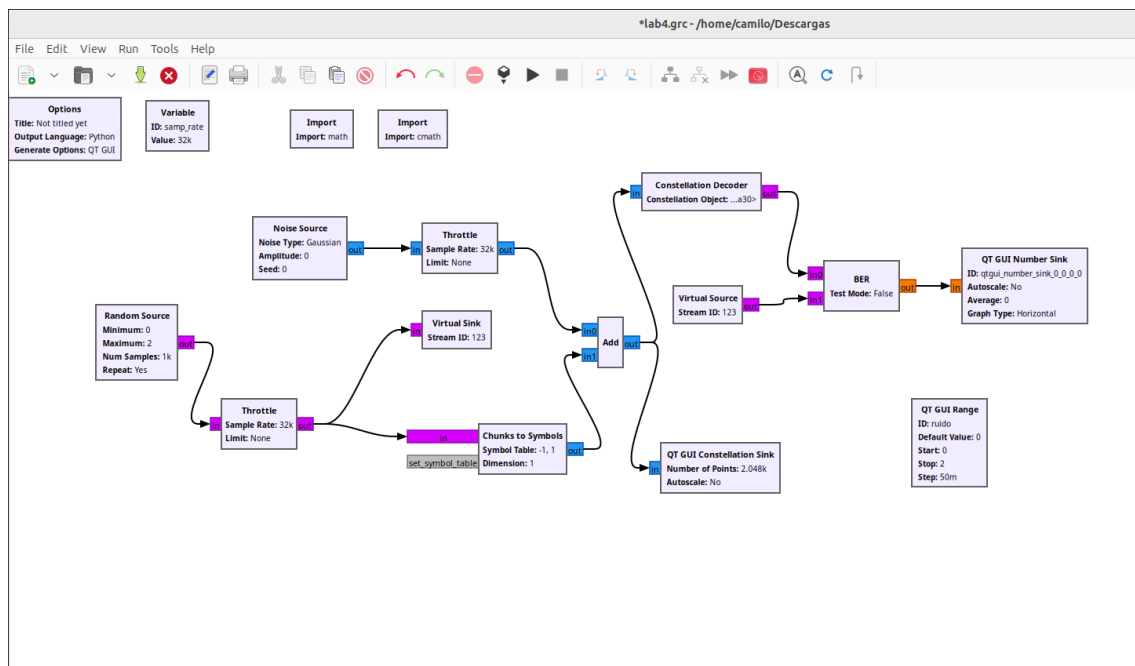 *lab4.grc - /home/camilo/Descargas
File Edit View Run Tools Help
Options
Title: Not titled yet
Output Language: Python
Generate Options: QT GUI
Variable
ID: samp_rate
Value: 32k
Import
Import: math
Import
Import: cmath
Constellation Decoder
Constellation Object: ...a30>
in
out
Noise Source
Noise Type: Gaussian
Amplitude: 0
Seed: 0
out
Throttle
Sample Rate: 32k
Limit: None
in
out
BER
Test Mode: False
in0
in1
out
QT GUI Number Sink
ID: qtgui_number_sink_0_0_0_0
Autoscale: No
Average: 0
Graph Type: Horizontal
in
Virtual Source
Stream ID: 123
out
Random Source
Minimum: 0
Maximum: 2
Num Samples: 1k
Repeat: Yes
out
Virtual Sink
Stream ID: 123
in
Add
in0
in1
out
Throttle
Sample Rate: 32k
Limit: None
in
out
Chunks to Symbols
Symbol Table: -1, 1
Dimension: 1
in
set_symbol_table
out
QT GUI Constellation Sink
Number of Points: 2.048k
Autoscale: No
in
QT GUI Range
ID: ruido
Default Value: 0
Start: 0
Stop: 2
Step: 50m